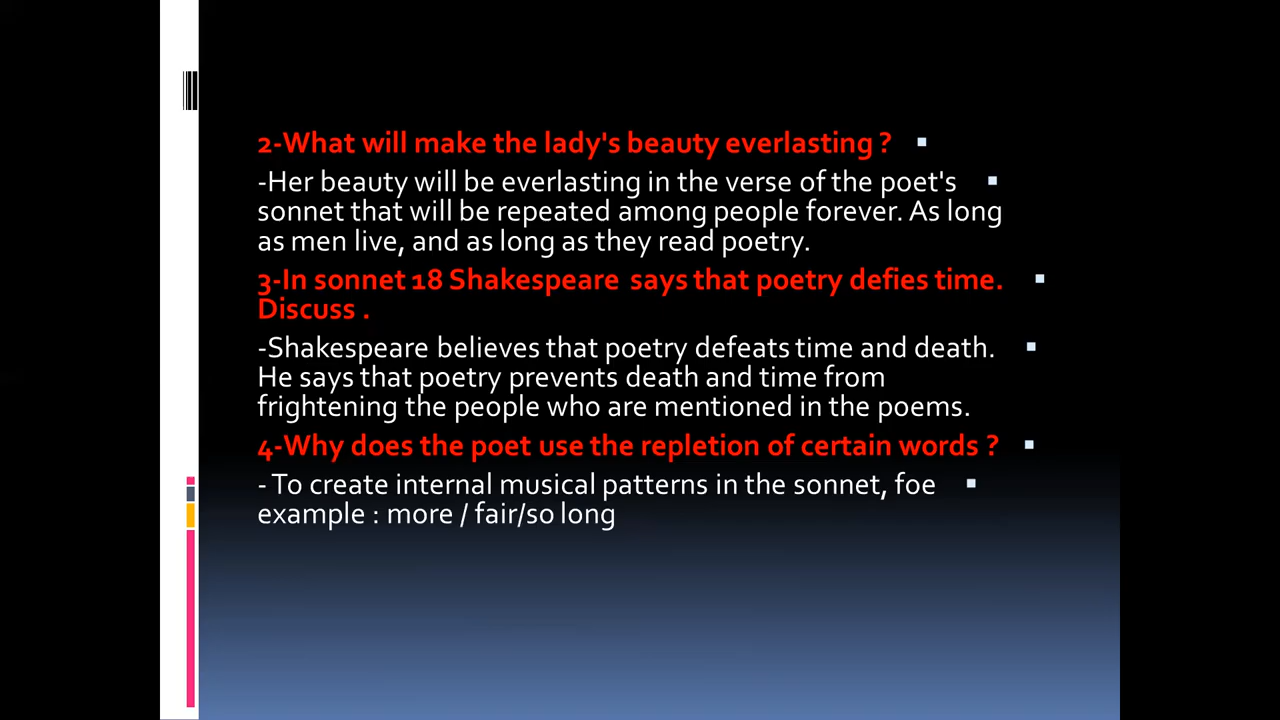 2-What will make the lady's beauty everlasting ?
-Her beauty will be everlasting in the verse of the poet's
sonnet that will be repeated among people forever. As long
as men live, and as long as they read poetry.
3-In sonnet 18 Shakespeare  says that poetry defies time.
Discuss .
-Shakespeare believes that poetry defeats time and death.
He says that poetry prevents death and time from
frightening the people who are mentioned in the poems.
4-Why does the poet use the repletion of certain words ?
- To create internal musical patterns in the sonnet, foe
example : more / fair/so long